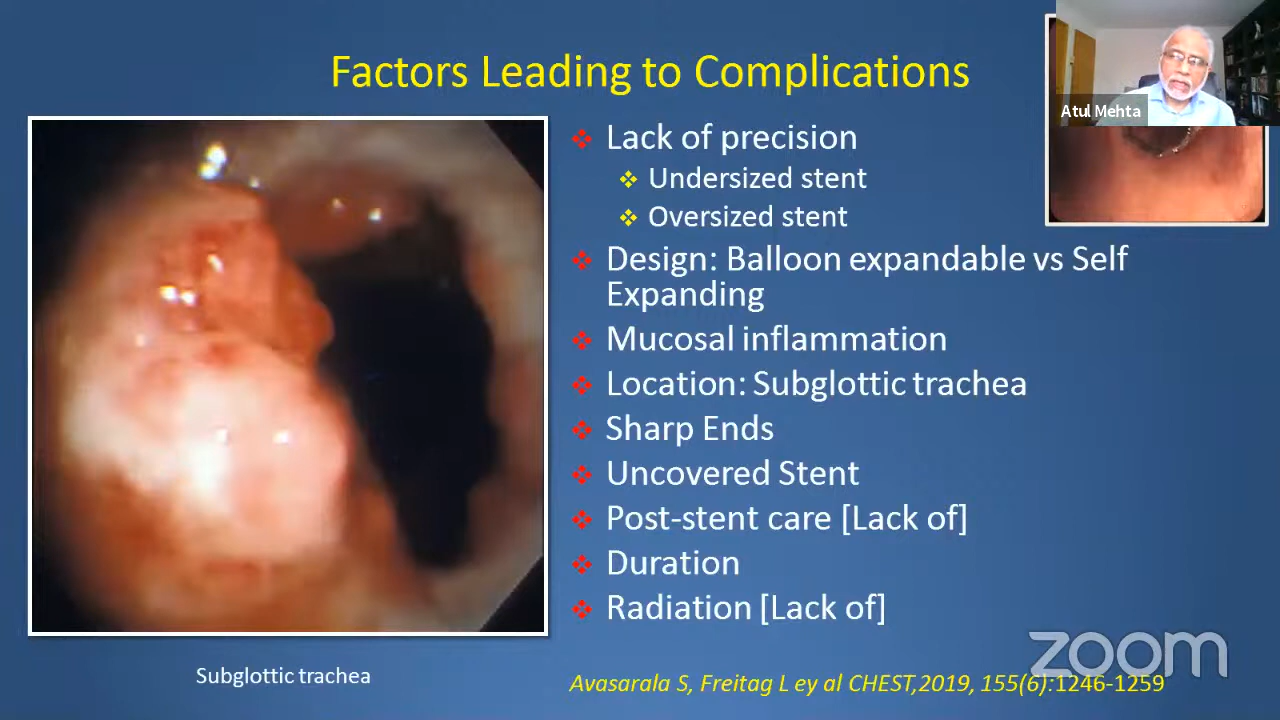 Factors Leading to Complications
Atul Mehta
Lack of precision
Undersized stent
Oversized stent
Design: Balloon expandable vs Self
Expanding
Mucosal inflammation
Location: Subglottic trachea
Sharp Ends
Uncovered Stent
Post-stent care [Lack of]
Duration
Radiation [Lack of]
Subglottic trachea
zoom
Avasarala S, Freitag L ey al CHEST,2019, 155(6):1246-1259